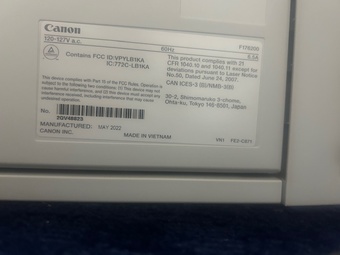 Canon
120-127V a.c.
60Hz
Contains FCC ID:VPYLB1KA
IC:772C-LB1KA
This device complies with Part 15 of the FCC Rules. Operation is
subject to the following two conditions: (1) This device may not
cause harmful interference, and (2) this device must accept any
interference received, including interference that may cause
undesired operation.
This product complies with 21
CFR 1040.10 and 1040.11 except for
deviations pursuant to Laser Notice
No.50, Dated June 24, 2007.
CAN ICES-3 (B)/NMB-3(B)
30-2, Shimomaruko 3-chome,
Ohta-ku, Tokyo 146-8501, Japan
No.
MANUFACTURED: MAY 2022
CANON INC.
MADE IN VIETNAM